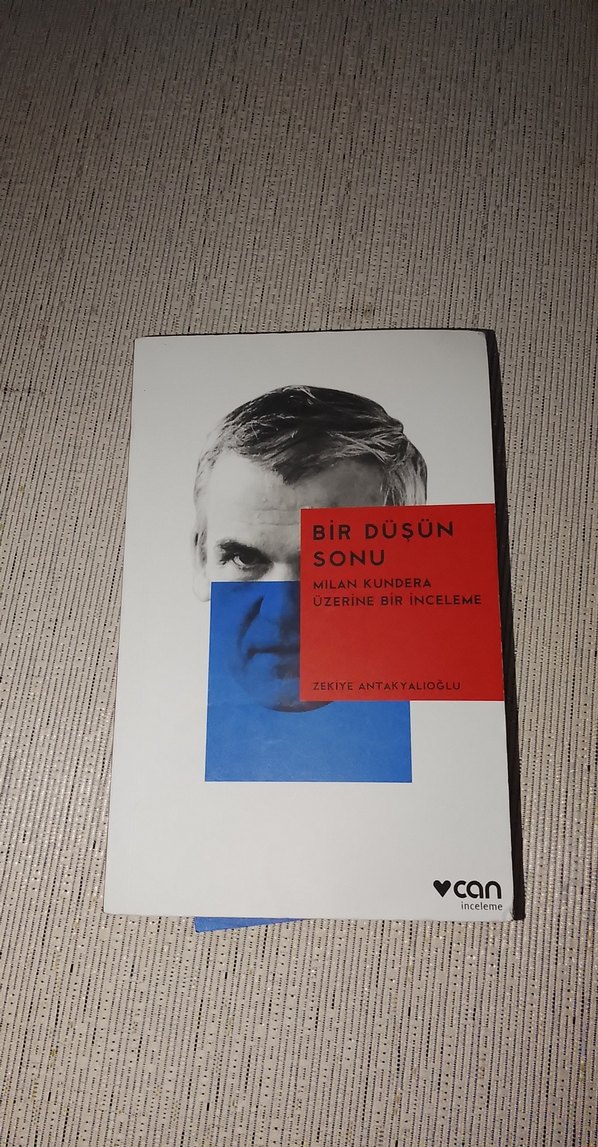 BİR DÜŞÜN
SONU
MILAN KUNDERA
ÜZERİNE BİR İNCELEME
ZEKİYE ANTAKYALIOĞLU
can
inceleme